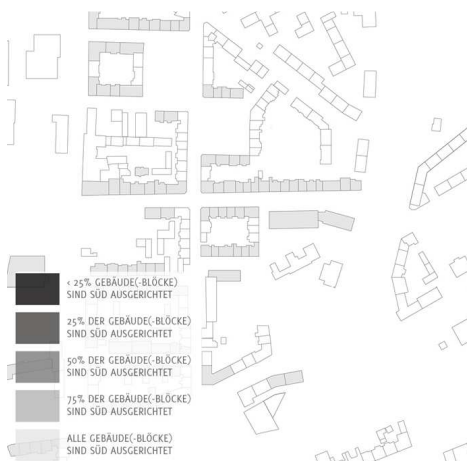 < 25% GEBÄUDE(-BLÖCKE)
SIND SÜD AUSGERICHTET
25% DER GEBÄUDE(-BLÖCKE)
SIND SÜD AUSGERICHTET
50% DER GEBÄUDE(-BLÖCKE)
SIND SÜD AUSGERICHTET
75% DER GEBÄUDE(-BLÖCKE)
SIND SÜD AUSGERICHTET
ALLE GEBÄUDE(-BLÖCKE)
SIND SÜD AUSGERICHTET